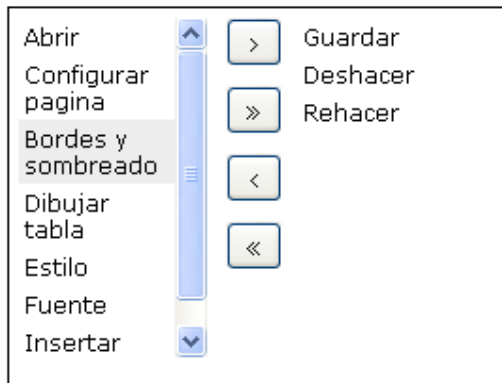 Abrir
Configurar
pagina
Bordes y
sombreado
Dibujar
tabla
Estilo
Fuente
Insertar
>
»
<
«
Guardar
Deshacer
Rehacer